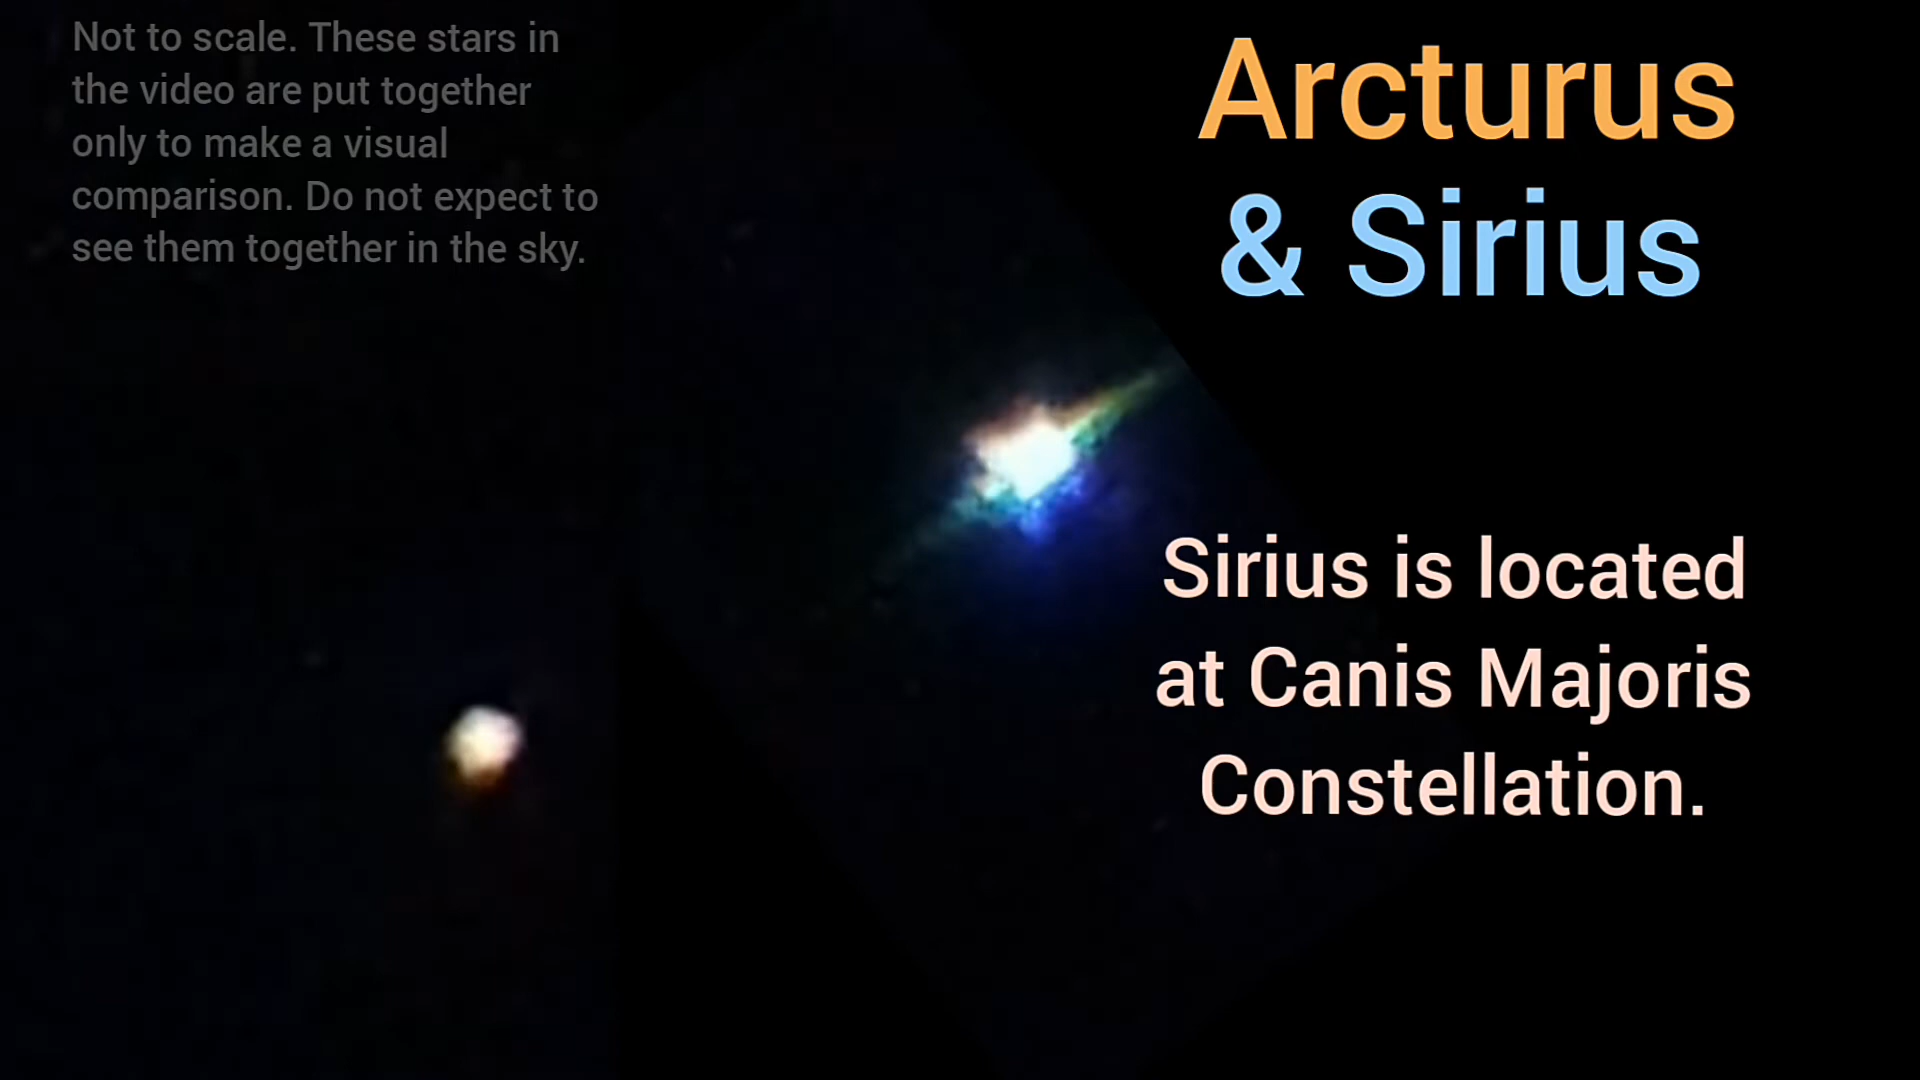 Not to scale. These stars in
the video are put together
only to make a visual
comparison. Do not expect to
see them together in the sky.
Arcturus
& Sirius
Sirius is located
at Canis Majoris
Constellation.